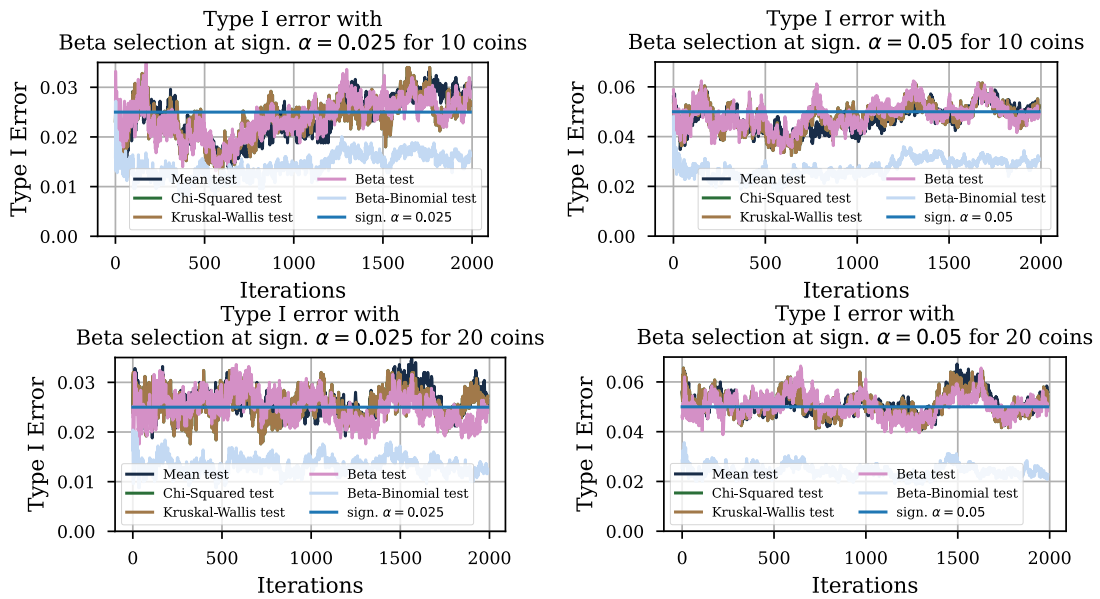 Type I error with
Beta selection at sign. α = 0.025 for 10 coins
Type I Error
0.03
0.02
0.01
0.00
Mean test
Chi-Squared test
Kruskal-Wallis test
Beta test
Beta-Binomial test
sign. α = 0.025
0
500
1000
1500
2000
Iterations
Type I error with
Beta selection at sign. α = 0.05 for 10 coins
Type I Error
0.06
0.04
0.02
0.00
Mean test
Chi-Squared test
Kruskal-Wallis test
Beta test
Beta-Binomial test
sign. α = 0.05
0
500
1000
1500
2000
Iterations
Type I error with
Beta selection at sign. α = 0.025 for 20 coins
Type I Error
0.03
0.02
0.01
0.00
Mean test
Chi-Squared test
Kruskal-Wallis test
Beta test
Beta-Binomial test
sign. α = 0.025
0
500
1000
1500
2000
Iterations
Type I error with
Beta selection at sign. α = 0.05 for 20 coins
Type I Error
0.06
0.04
0.02
0.00
Mean test
Chi-Squared test
Kruskal-Wallis test
Beta test
Beta-Binomial test
sign. α = 0.05
0
500
1000
1500
2000
Iterations